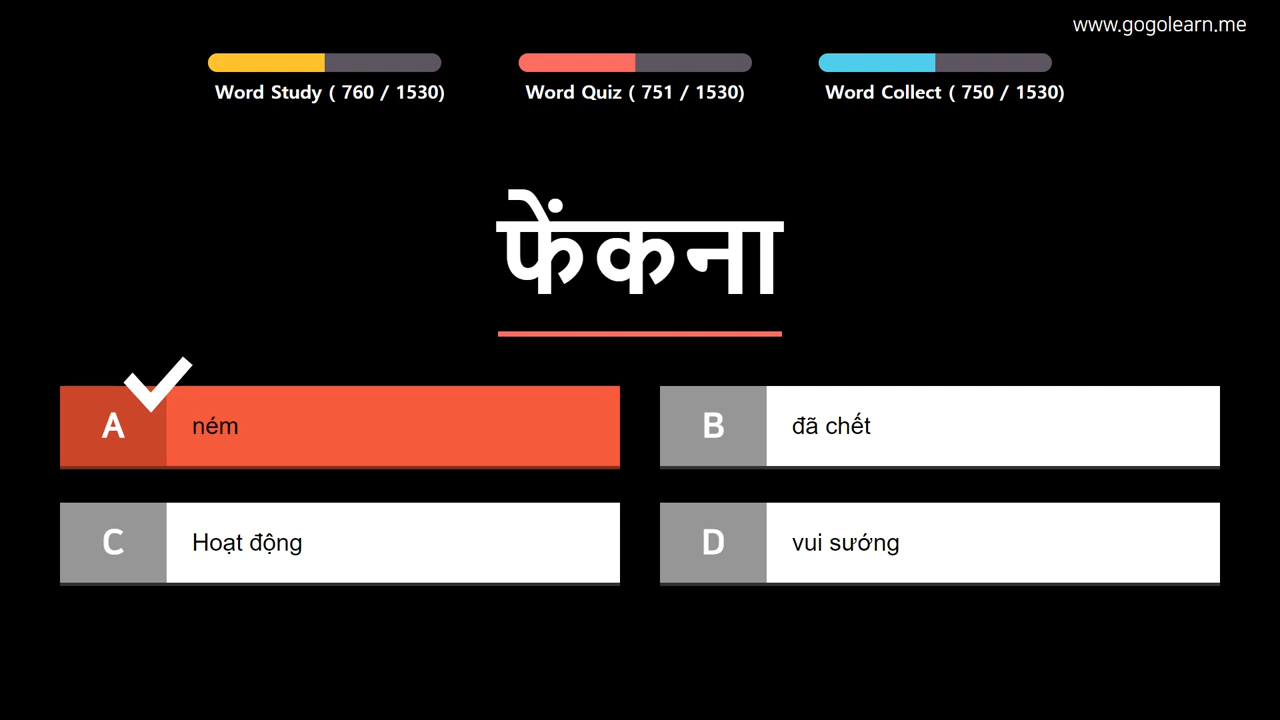 www.gogolearn.me
Word Study ( 760 / 1530)
Word Quiz ( 751 / 1530)
Word Collect ( 750 / 1530)
फेंकना
A ném
B đã chết
C Hoạt động
D vui sướng